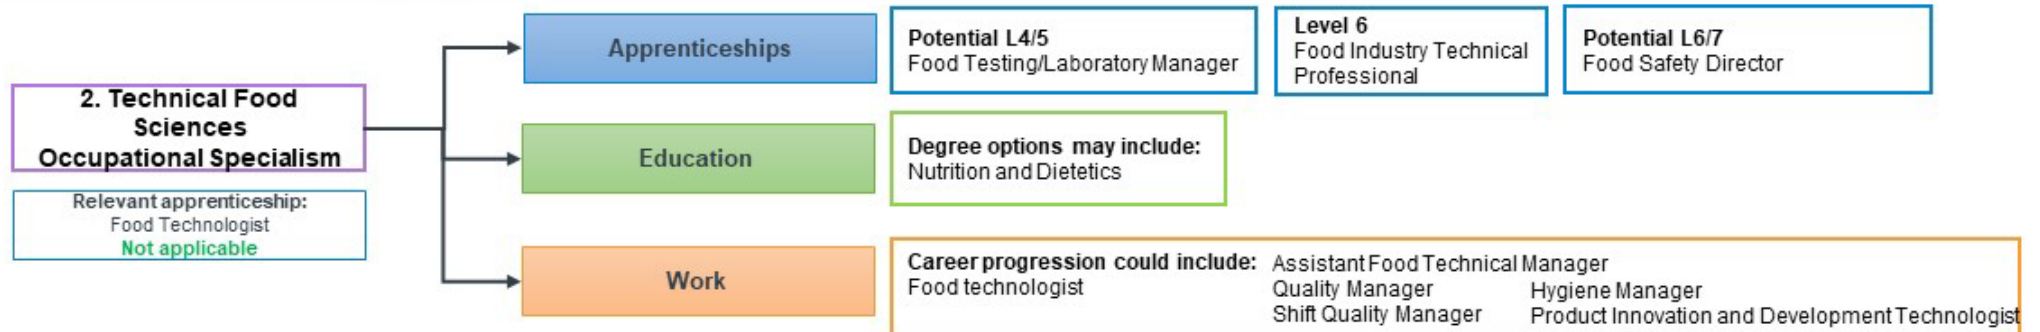 2. Technical Food
Sciences
Occupational Specialism
Relevant apprenticeship:
Food Technologist
Not applicable
Apprenticeships
Potential L4/5
Food Testing/Laboratory Manager
Level 6
Food Industry Technical
Professional
Potential L6/7
Food Safety Director
Education
Degree options may include:
Nutrition and Dietetics
Work
Career progression could include:
Food technologist
Assistant Food Technical Manager
Quality Manager
Shift Quality Manager
Hygiene Manager
Product Innovation and Development Technologist